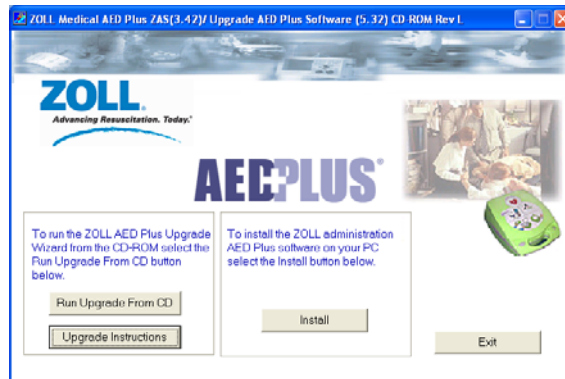 ZOLL Medical AED Plus ZAS(3.42)/ Upgrade AED Plus Software (5.32) CD-ROM Rev L
ZOLL.
Advancing Resuscitation. Today.®
AEDPLUS®
To run the ZOLL AED Plus Upgrade
Wizard from the CD-ROM select the
Run Upgrade From CD button
below.
Run Upgrade From CD
Upgrade Instructions
To install the ZOLL administration
AED Plus software on your PC
select the Install button below.
Install
Exit